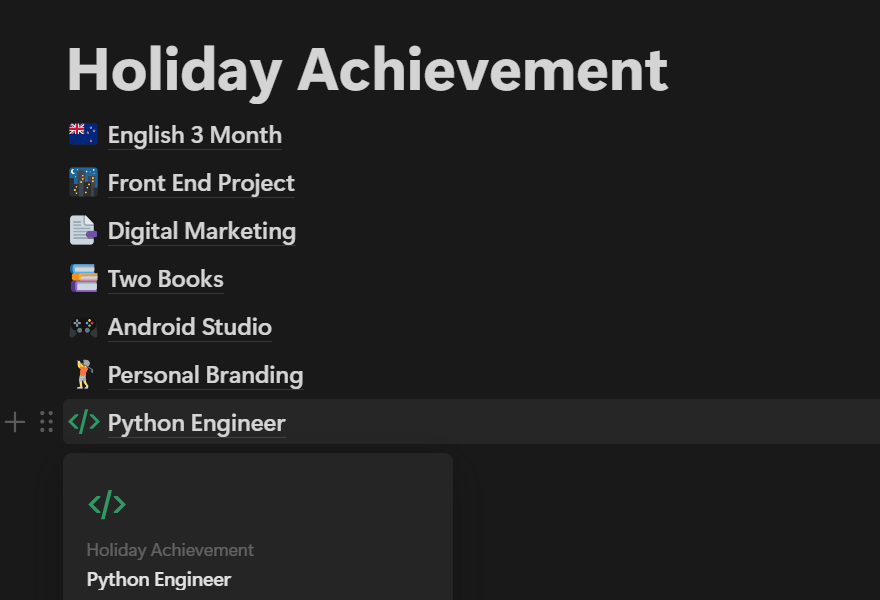 Holiday Achievement
English 3 Month
Front End Project
Digital Marketing
Two Books
Android Studio
Personal Branding
Python Engineer
Holiday Achievement
Python Engineer